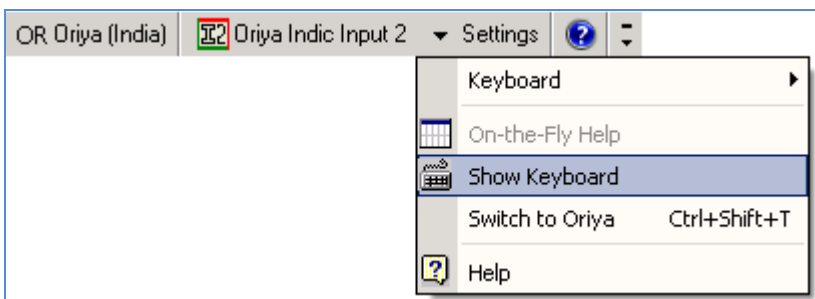 OR Oriya (India) I2 Oriya Indic Input 2 Settings ?
Keyboard
On-the-Fly Help
Show Keyboard
Switch to Oriya Ctrl+Shift+T
? Help